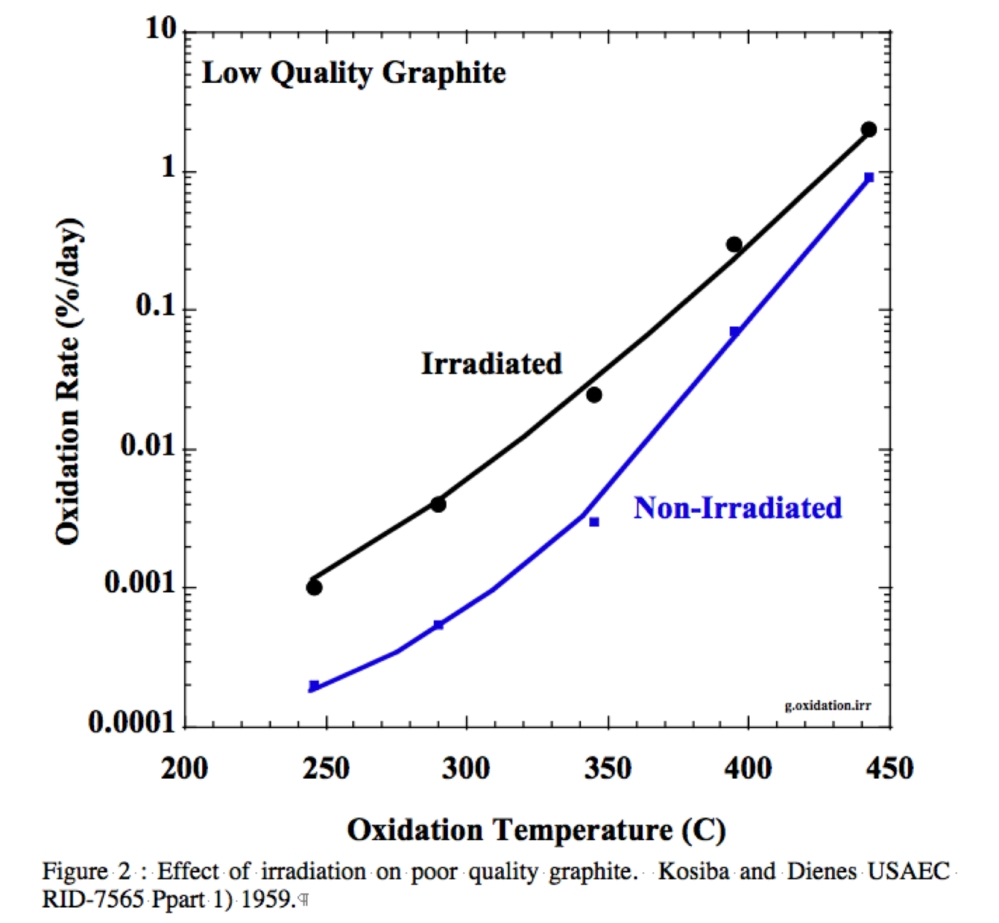 10
Low Quality Graphite
1
0.1
Irradiated
0.01
Non-Irradiated
0.001
g.oxidation.irr
0.0001
200 250 300 350 400 450
Oxidation Rate (%/day)
Oxidation Temperature (C)
Figure 2 : Effect of irradiation on poor quality graphite. Kosiba and Dienes USAEC
RID-7565 Ppart 1) 1959.¶